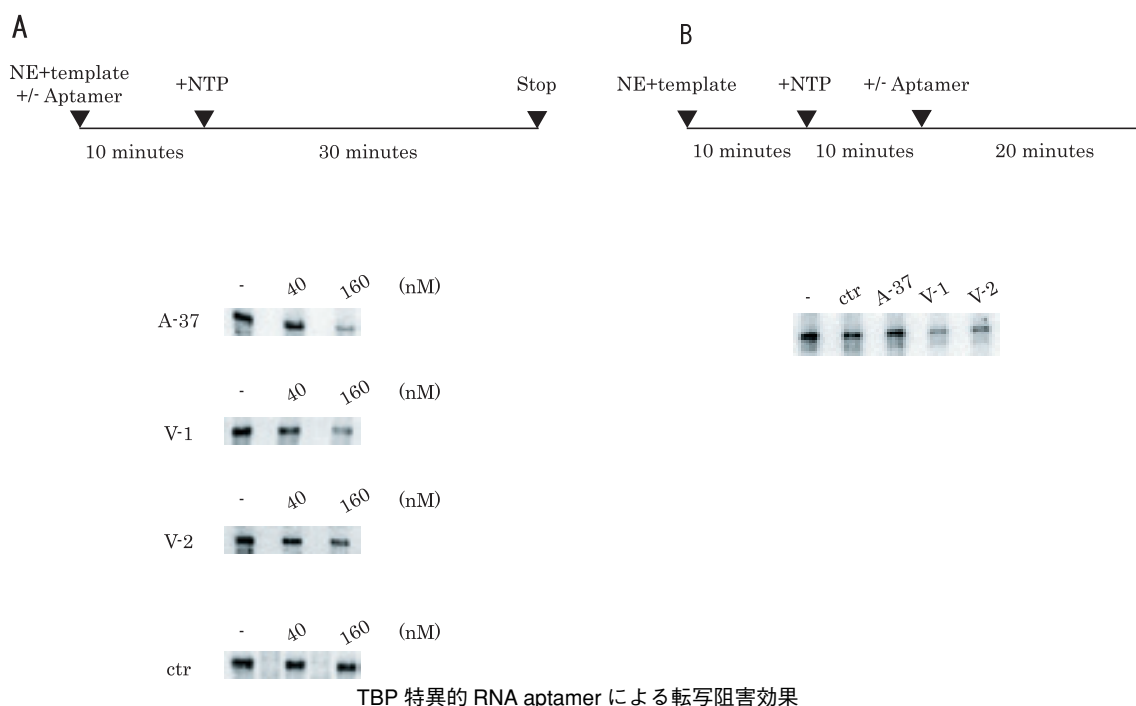 A
NE+template
+/- Aptamer
+NTP
Stop
10 minutes
30 minutes
- 40 160 (nM)
A-37
- 40 160 (nM)
V-1
- 40 160 (nM)
V-2
- 40 160 (nM)
ctr
B
NE+template
+NTP
+/- Aptamer
10 minutes
10 minutes
20 minutes
- ctr A-37 V-1 V-2
TBP 特異的 RNA aptamer による転写阻害効果